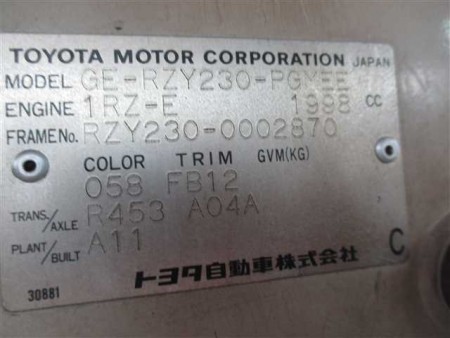 TOYOTA MOTOR CORPORATION JAPAN
MODEL GE-RZY230-PGYEE
ENGINE 1RZ-E 1998 CC
FRAME No. RZY230-0002870
COLOR TRIM GVM(KG)
058 FB12
TRANS./AXLE R453 A04A
PLANT/BUILT A11
トヨタ自動車株式会社 C
30881